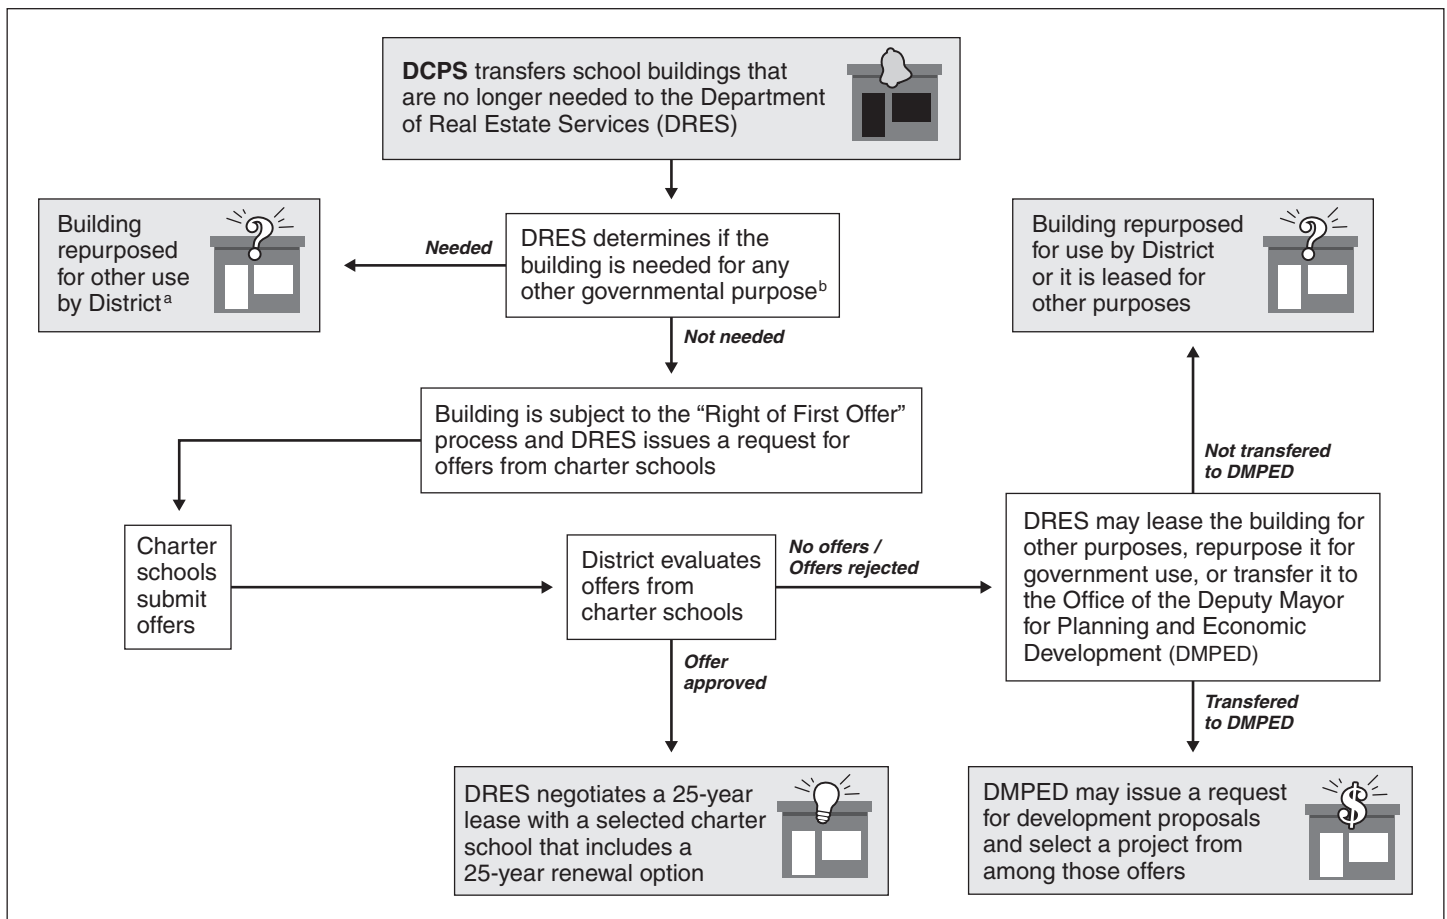 DCPS transfers school buildings that
are no longer needed to the Department
of Real Estate Services (DRES)
Building
repurposed
for other use
by Districtᵃ
Needed
DRES determines if the
building is needed for any
other governmental purposeᵇ
Building repurposed
for use by District
or it is leased for
other purposes
Not needed
Building is subject to the “Right of First Offer”
process and DRES issues a request for
offers from charter schools
Charter
schools
submit
offers
District evaluates
offers from
charter schools
No offers /
Offers rejected
Not transfered
to DMPED
DRES may lease the building for
other purposes, repurpose it for
government use, or transfer it to
the Office of the Deputy Mayor
for Planning and Economic
Development (DMPED)
Offer
approved
Transfered
to DMPED
DRES negotiates a 25-year
lease with a selected charter
school that includes a
25-year renewal option
DMPED may issue a request
for development proposals
and select a project from
among those offers